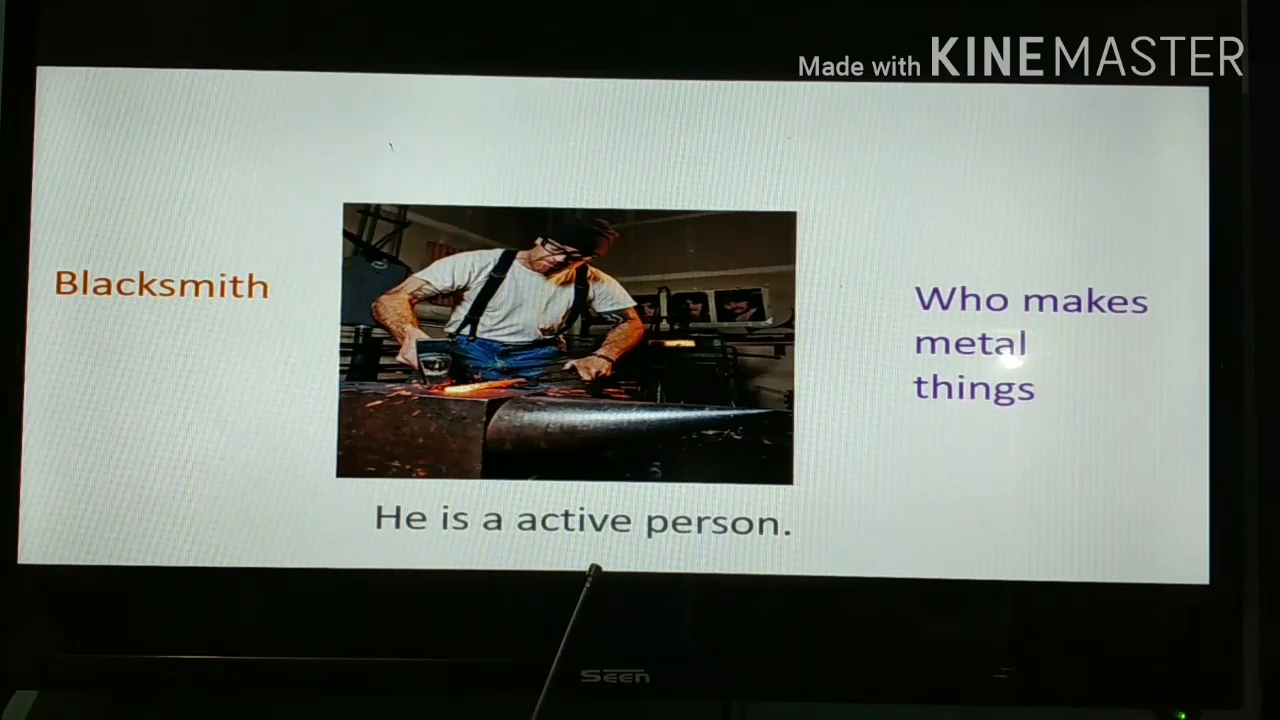 Made with KINEMASTER
Blacksmith
Who makes
metal
things
He is a active person.
Seen